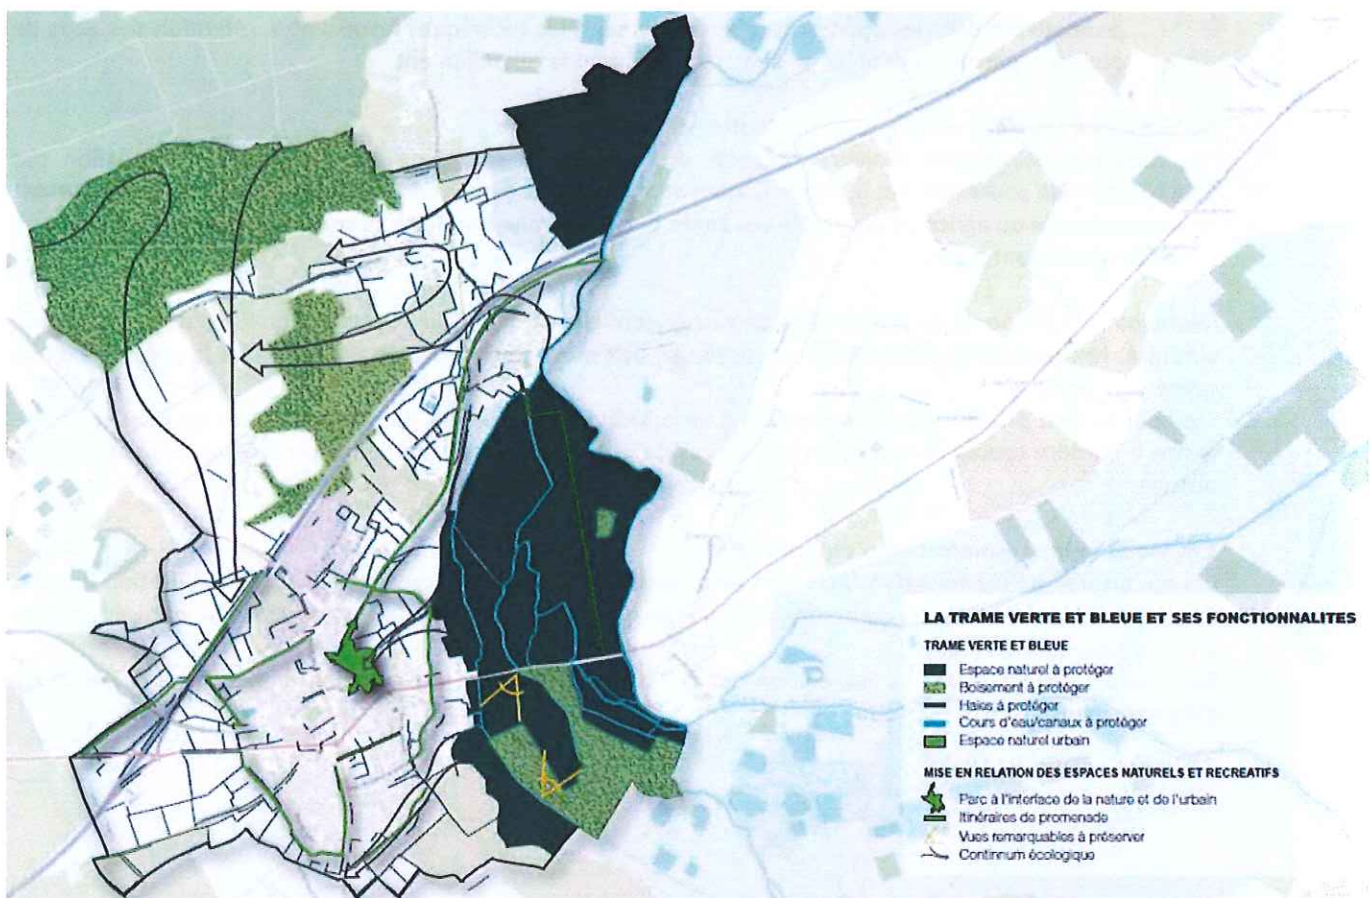 LA TRAME VERTE ET BLEUE ET SES FONCTIONNALITES
TRAME VERTE ET BLEUE
Espace naturel à protéger
Boisement à protéger
Haies à protéger
Cours d'eau/canaux à protéger
Espace naturel urbain
MISE EN RELATION DES ESPACES NATURELS ET RECREATIFS
Parc à l'interface de la nature et de l'urbain
Itinéraires de promenade
Vues remarquables à préserver
Continnum écologique